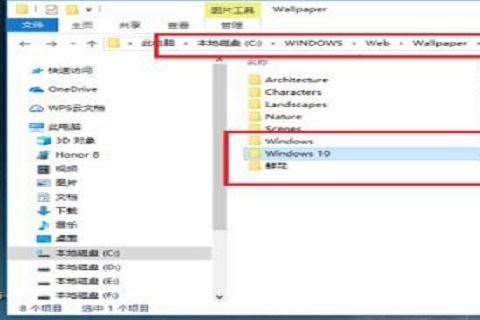 图片工具 Wallpaper
文件 主页 共享 查看 管理
此电脑 本地磁盘 (C:) WINDOWS Web Wallpaper
名称
快速访问
OneDrive
WPS云文档
此电脑
3D 对象
Honor 8
视频
图片
文档
下载
音乐
桌面
本地磁盘 (C:)
本地磁盘 (D:)
本地磁盘 (E:)
本地磁盘 (F:)
Architecture
Characters
Landscapes
Nature
Scenes
Windows
Windows 10
鲜花
8 个项目 选中 1 个项目